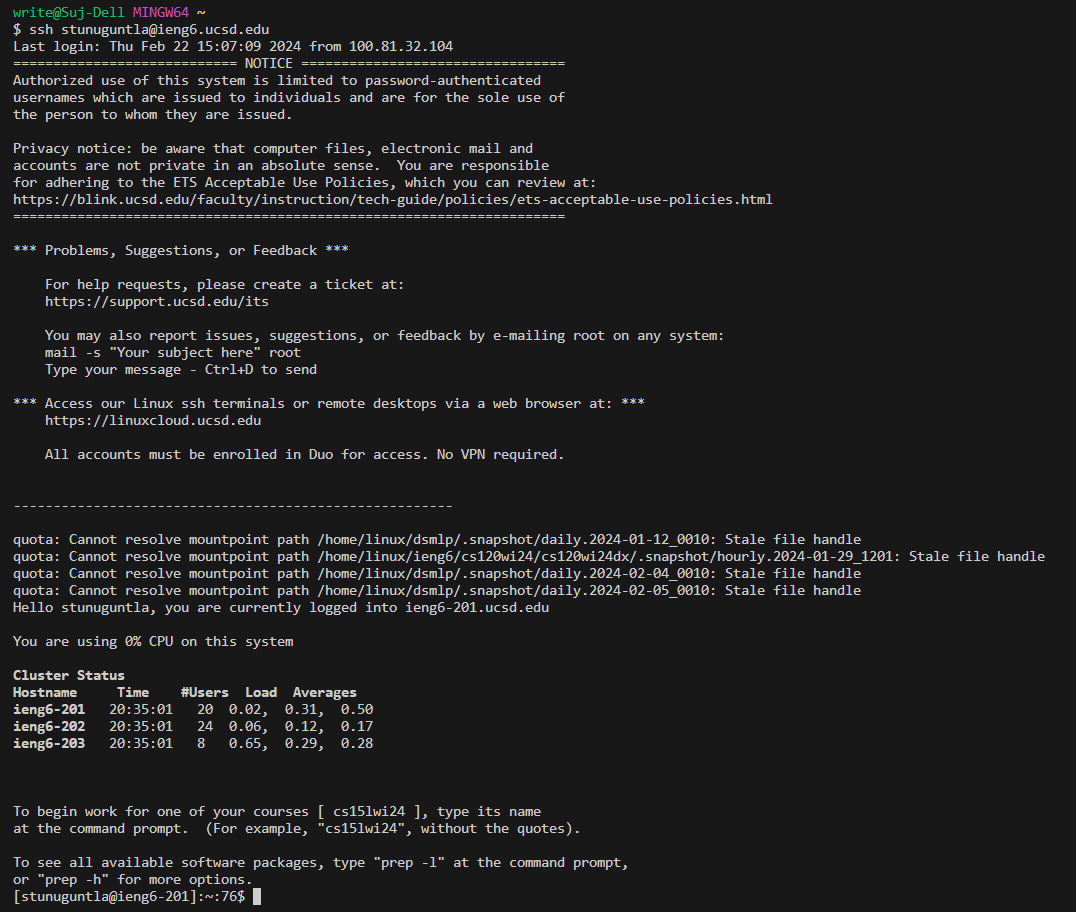 write@Suj-Dell MINGW64 ~
$ ssh stunuguntla@ieng6.ucsd.edu
Last login: Thu Feb 22 15:07:09 2024 from 100.81.32.104
============================ NOTICE =================================
Authorized use of this system is limited to password-authenticated
usernames which are issued to individuals and are for the sole use of
the person to whom they are issued.

Privacy notice: be aware that computer files, electronic mail and
accounts are not private in an absolute sense.  You are responsible
for adhering to the ETS Acceptable Use Policies, which you can review at:
https://blink.ucsd.edu/faculty/instruction/tech-guide/policies/ets-acceptable-use-policies.html
=====================================================================

*** Problems, Suggestions, or Feedback ***

    For help requests, please create a ticket at:
    https://support.ucsd.edu/its

    You may also report issues, suggestions, or feedback by e-mailing root on any system:
    mail -s "Your subject here" root
    Type your message - Ctrl+D to send

*** Access our Linux ssh terminals or remote desktops via a web browser at: ***
    https://linuxcloud.ucsd.edu

    All accounts must be enrolled in Duo for access. No VPN required.

-------------------------------------------------------

quota: Cannot resolve mountpoint path /home/linux/dsmlp/.snapshot/daily.2024-01-12_0010: Stale file handle
quota: Cannot resolve mountpoint path /home/linux/ieng6/cs120wi24/cs120wi24dx/.snapshot/hourly.2024-01-29_1201: Stale file handle
quota: Cannot resolve mountpoint path /home/linux/dsmlp/.snapshot/daily.2024-02-04_0010: Stale file handle
quota: Cannot resolve mountpoint path /home/linux/dsmlp/.snapshot/daily.2024-02-05_0010: Stale file handle
Hello stunuguntla, you are currently logged into ieng6-201.ucsd.edu

You are using 0% CPU on this system

Cluster Status
Hostname     Time    #Users  Load  Averages
ieng6-201   20:35:01   20  0.02,  0.31,  0.50
ieng6-202   20:35:01   24  0.06,  0.12,  0.17
ieng6-203   20:35:01   8   0.65,  0.29,  0.28

To begin work for one of your courses [ cs15lwi24 ], type its name
at the command prompt.  (For example, "cs15lwi24", without the quotes).

To see all available software packages, type "prep -l" at the command prompt,
or "prep -h" for more options.
[stunuguntla@ieng6-201]:~:76$